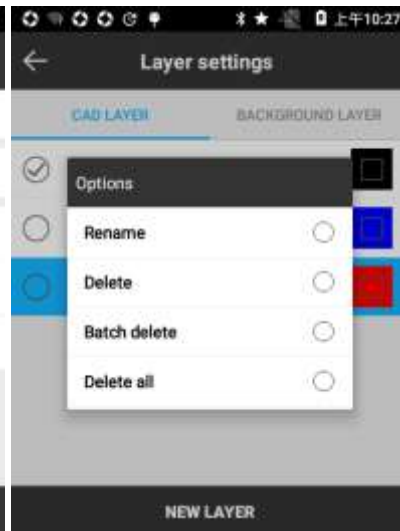 上午10:27
Layer settings
CAD LAYER
BACKGROUND LAYER
Options
Rename
Delete
Batch delete
Delete all
NEW LAYER